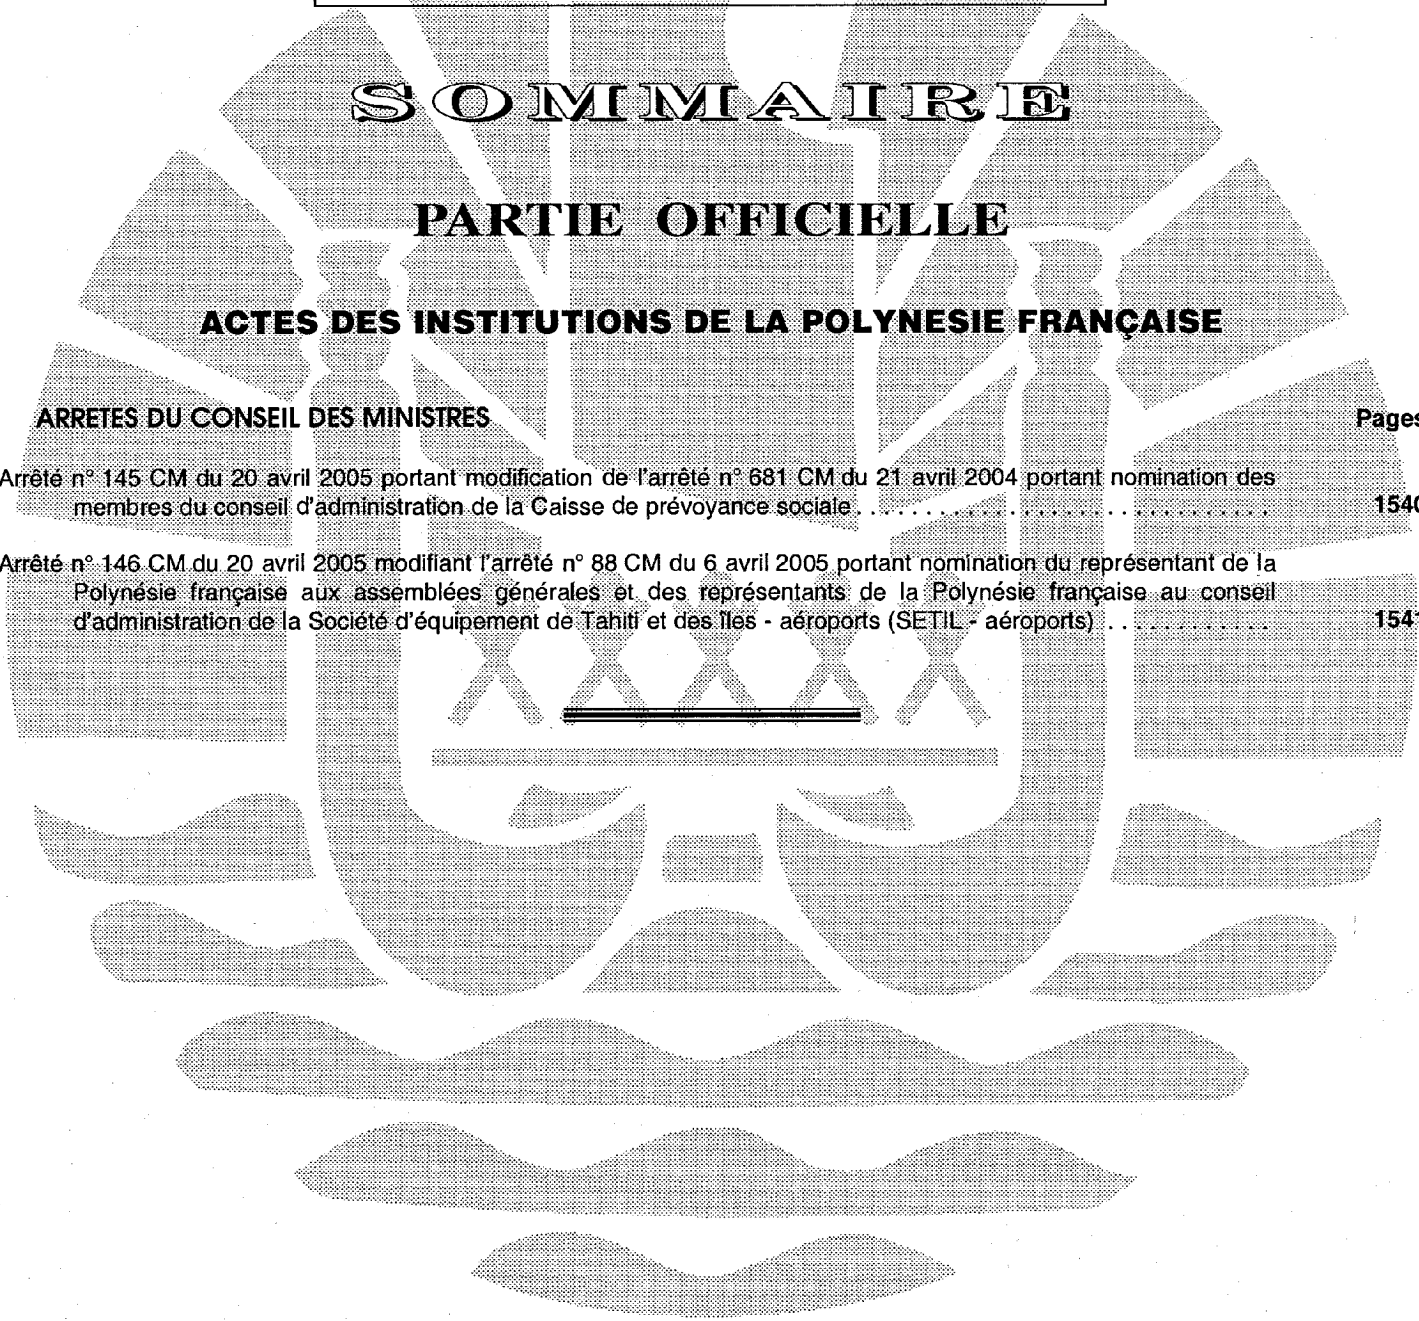 SOMMAIRE
PARTIE OFFICIELLE
ACTES DES INSTITUTIONS DE LA POLYNESIE FRANÇAISE
ARRETES DU CONSEIL DES MINISTRES Pages
Arrêté n° 145 CM du 20 avril 2005 portant modification de l'arrêté n° 681 CM du 21 avril 2004 portant nomination des
membres du conseil d'administration de la Caisse de prévoyance sociale . . . . . . . . . . . . . . . . . . . . . . . . . . . . . . 1540
Arrêté n° 146 CM du 20 avril 2005 modifiant l'arrêté n° 88 CM du 6 avril 2005 portant nomination du représentant de la
Polynésie française aux assemblées générales et des représentants de la Polynésie française au conseil
d'administration de la Société d'équipement de Tahiti et des îles - aéroports (SETIL - aéroports) . . . . . . . . . . . . 1541